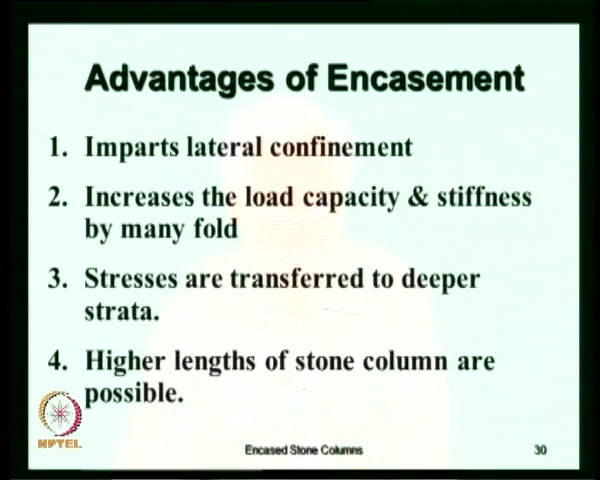 Advantages of Encasement
1. Imparts lateral confinement
2. Increases the load capacity & stiffness
by many fold
3. Stresses are transferred to deeper
strata.
4. Higher lengths of stone column are
possible.
NPTEL
Encased Stone Columns
30